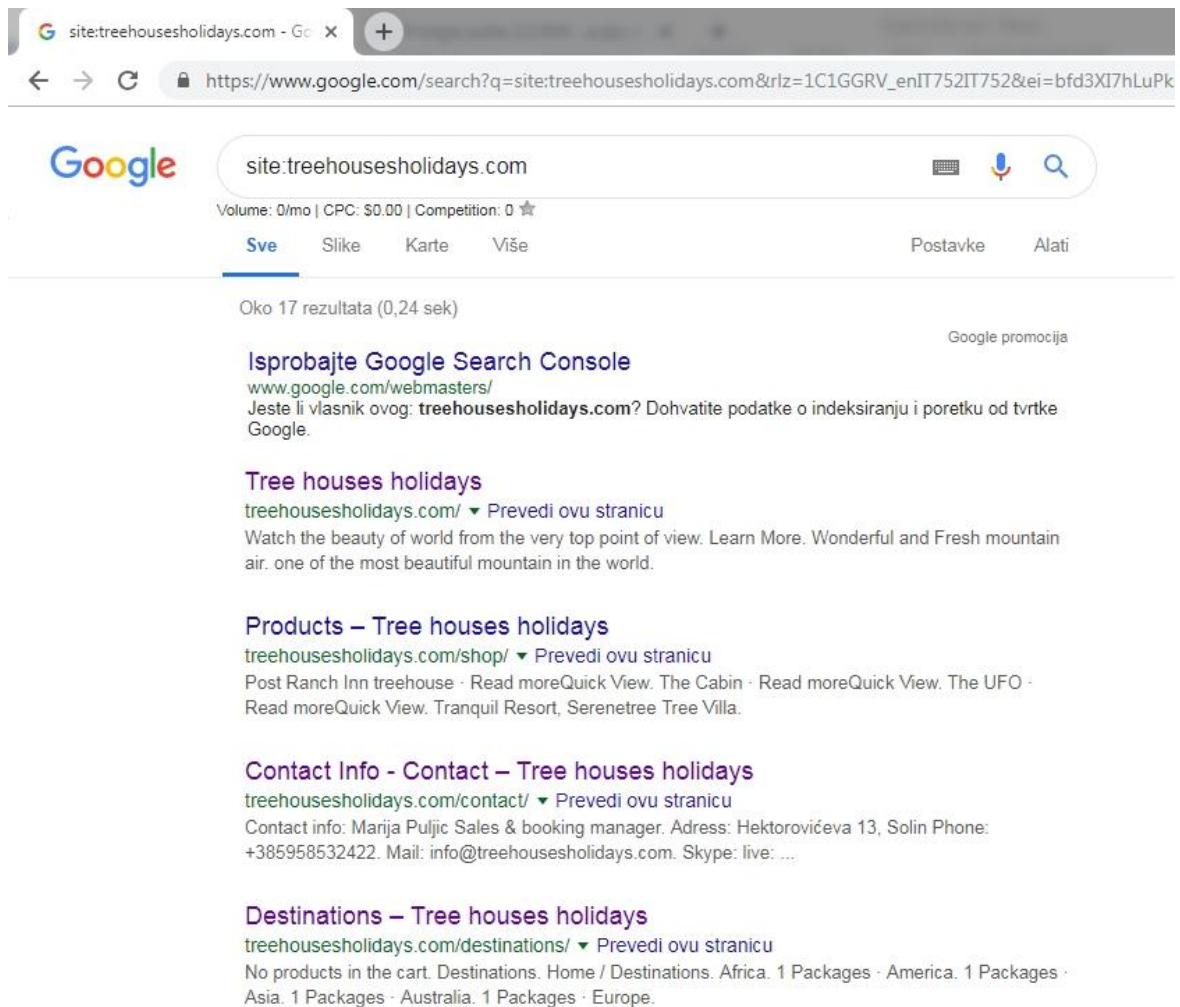 site:treehousesholidays.com - Go
https://www.google.com/search?q=site:treehousesholidays.com&rlz=1C1GGRV_enIT752IT752&ei=bfd3XI7hLuPk
Google
site:treehousesholidays.com
Volume: 0/mo | CPC: $0.00 | Competition: 0
Sve Slike Karte Više Postavke Alati
Oko 17 rezultata (0,24 sek)
Google promocija
Isprobajte Google Search Console
www.google.com/webmasters/
Jeste li vlasnik ovog: treehousesholidays.com? Dohvatite podatke o indeksiranju i poretku od tvrtke
Google.
Tree houses holidays
treehousesholidays.com/ ▾ Prevedi ovu stranicu
Watch the beauty of world from the very top point of view. Learn More. Wonderful and Fresh mountain
air. one of the most beautiful mountain in the world.
Products – Tree houses holidays
treehousesholidays.com/shop/ ▾ Prevedi ovu stranicu
Post Ranch Inn treehouse · Read moreQuick View. The Cabin · Read moreQuick View. The UFO ·
Read moreQuick View. Tranquil Resort, Serenetree Tree Villa.
Contact Info - Contact – Tree houses holidays
treehousesholidays.com/contact/ ▾ Prevedi ovu stranicu
Contact info: Marija Puljic Sales & booking manager. Adress: Hektorovićeva 13, Solin Phone:
+385958532422. Mail: info@treehousesholidays.com. Skype: live: ...
Destinations – Tree houses holidays
treehousesholidays.com/destinations/ ▾ Prevedi ovu stranicu
No products in the cart. Destinations. Home / Destinations. Africa. 1 Packages · America. 1 Packages ·
Asia. 1 Packages · Australia. 1 Packages · Europe.